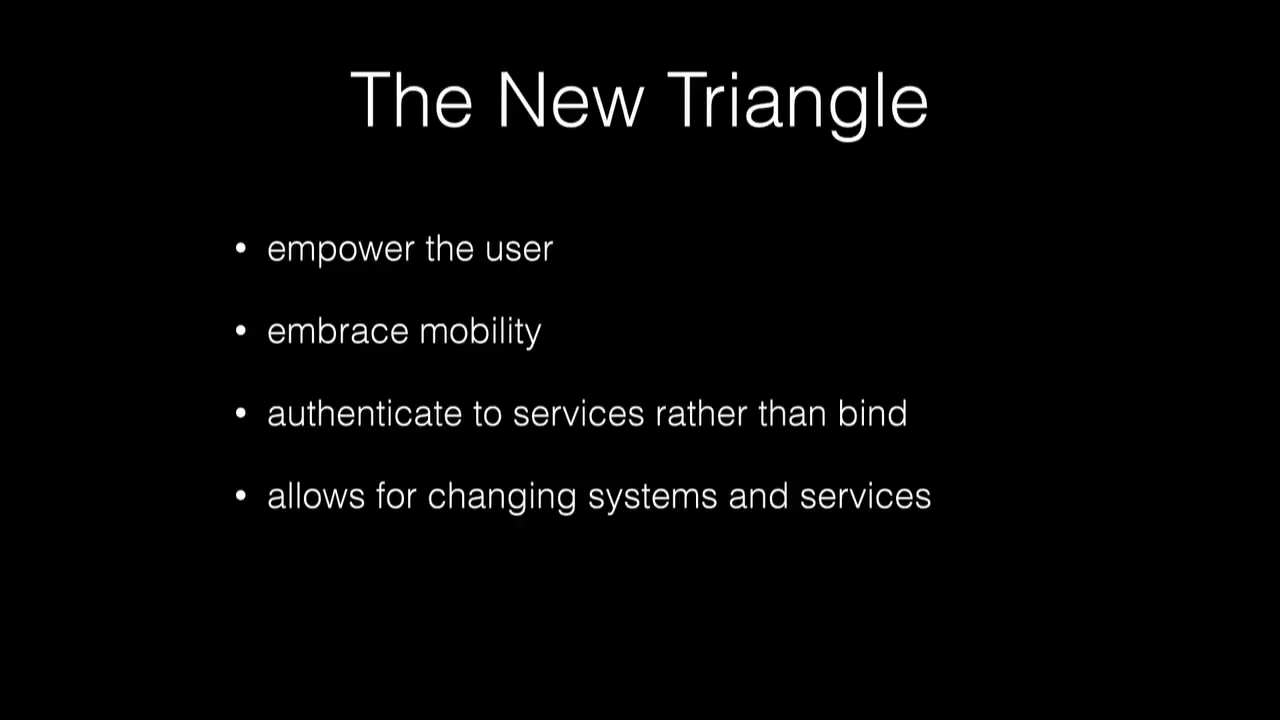 The New Triangle
• empower the user
• embrace mobility
• authenticate to services rather than bind
• allows for changing systems and services